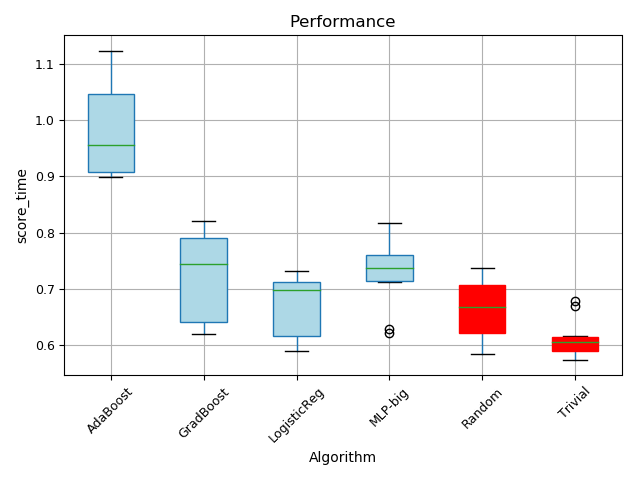 Performance
1.1
1.0
0.9
0.8
0.7
0.6
score_time
AdaBoost
GradBoost
LogisticReg
MLP-big
Random
Trivial
Algorithm